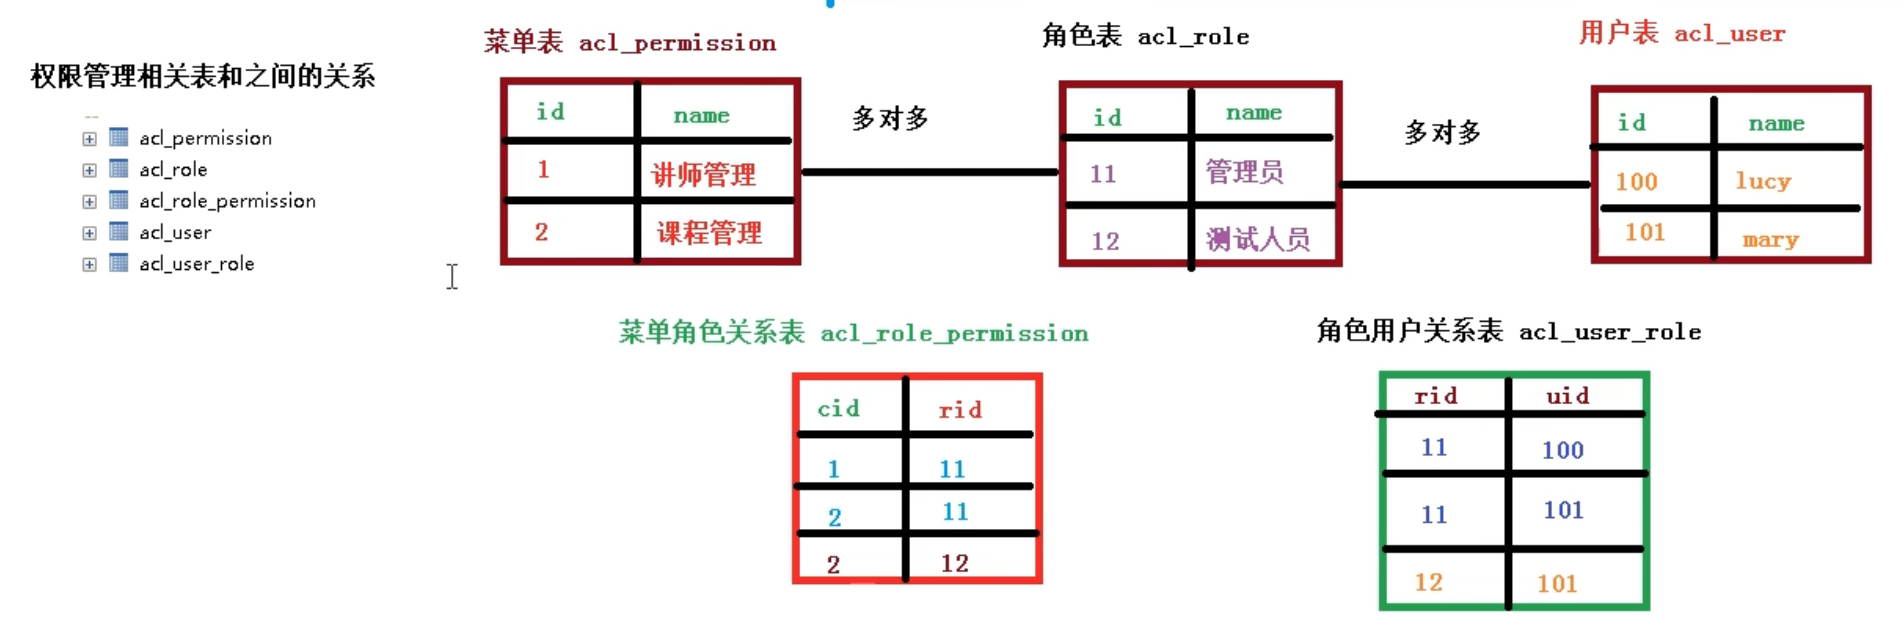 权限管理相关表和之间的关系
acl_permission
acl_role
acl_role_permission
acl_user
acl_user_role
菜单表 acl_permission
id name
1 讲师管理
2 课程管理
多对多
角色表 acl_role
id name
11 管理员
12 测试人员
多对多
用户表 acl_user
id name
100 lucy
101 mary
菜单角色关系表 acl_role_permission
cid rid
1 11
2 11
2 12
角色用户关系表 acl_user_role
rid uid
11 100
11 101
12 101